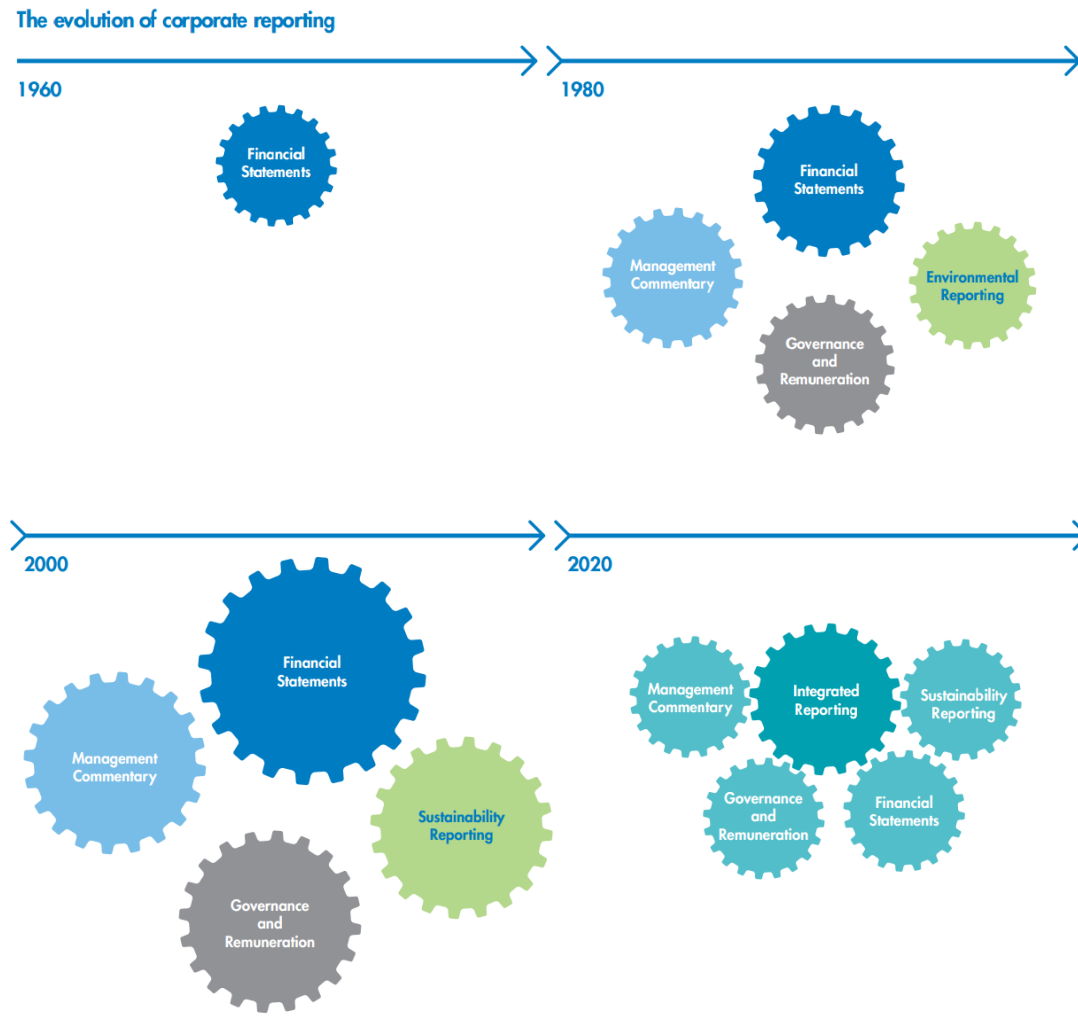 The evolution of corporate reporting
1960
Financial
Statements
1980
Financial
Statements
Management
Commentary
Environmental
Reporting
Governance
and
Remuneration
2000
Financial
Statements
Management
Commentary
Sustainability
Reporting
Governance
and
Remuneration
2020
Management
Commentary
Integrated
Reporting
Sustainability
Reporting
Governance
and
Remuneration
Financial
Statements